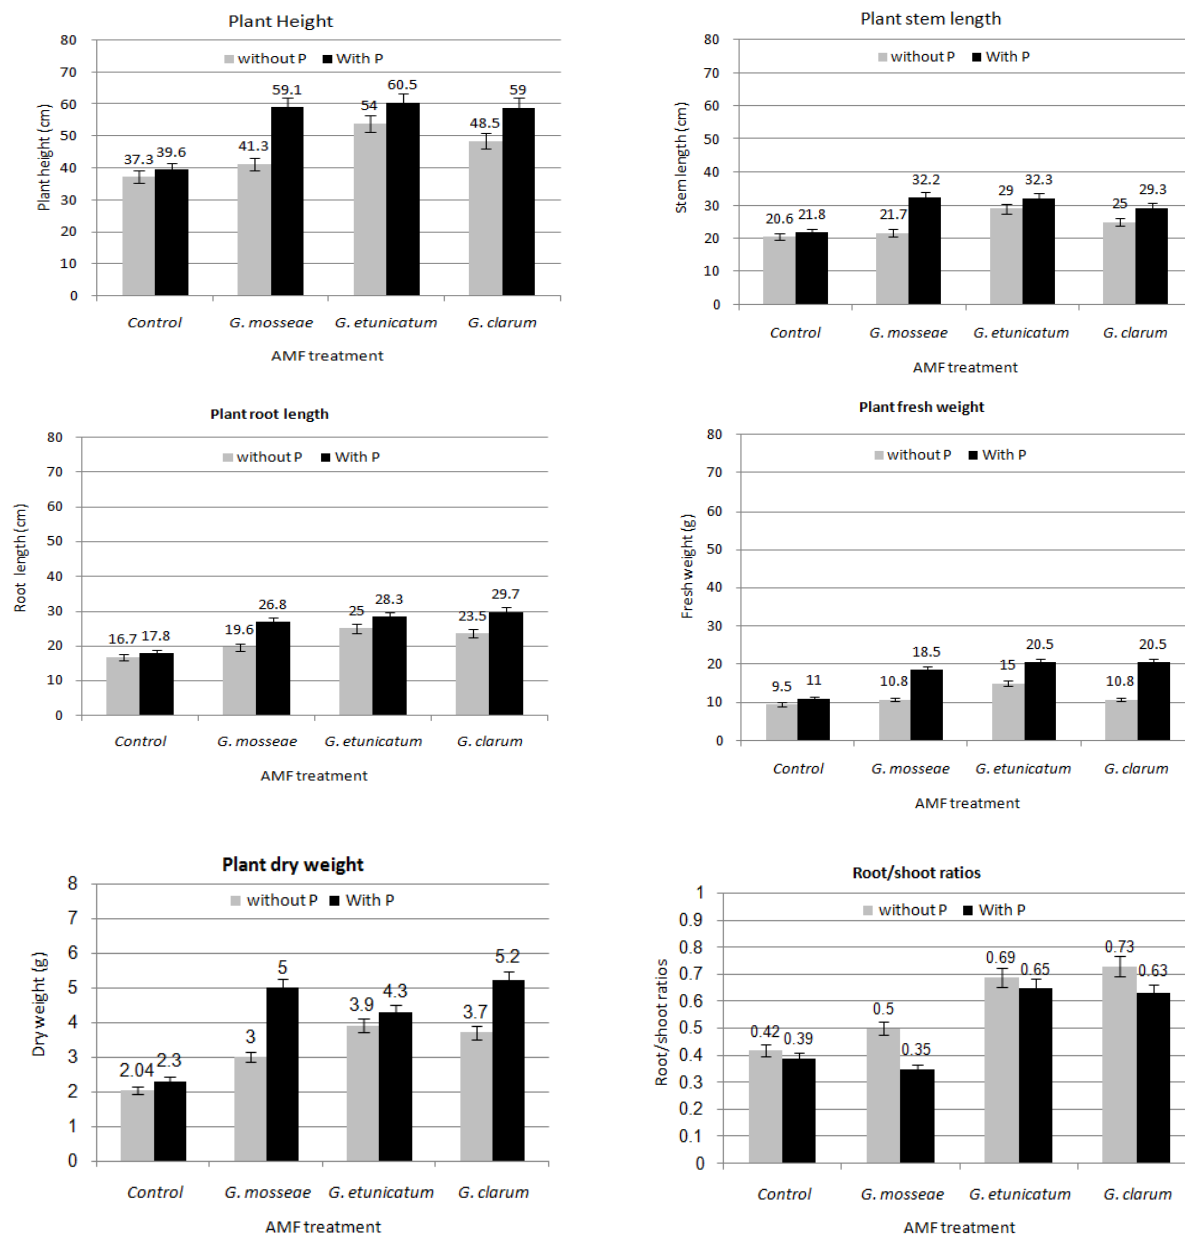 Plant Height
80
70
60
50
40
30
20
10
0
Plant height (cm)
without P With P
37.3 39.6 41.3 59.1 54 60.5 48.5 59
Control G. mosseae G. etunicatum G. clarum
AMF treatment
Plant stem length
80
70
60
50
40
30
20
10
0
Stem length (cm)
without P With P
20.6 21.8 21.7 32.2 29 32.3 25 29.3
Control G. mosseae G. etunicatum G. clarum
AMF treatment
Plant root length
80
70
60
50
40
30
20
10
0
Root length (cm)
without P With P
16.7 17.8 19.6 26.8 25 28.3 23.5 29.7
Control G. mosseae G. etunicatum G. clarum
AMF treatment
Plant fresh weight
80
70
60
50
40
30
20
10
0
Fresh weight (g)
without P With P
9.5 11 10.8 18.5 15 20.5 10.8 20.5
Control G. mosseae G. etunicatum G. clarum
AMF treatment
Plant dry weight
8
7
6
5
4
3
2
1
0
Dry weight (g)
without P With P
2.04 2.3 3 5 3.9 4.3 3.7 5.2
Control G. mosseae G. etunicatum G. clarum
AMF treatment
Root/shoot ratios
1
0.9
0.8
0.7
0.6
0.5
0.4
0.3
0.2
0.1
0
Root/shoot ratios
without P With P
0.42 0.39 0.5 0.35 0.69 0.65 0.73 0.63
Control G. mosseae G. etunicatum G. clarum
AMF treatment